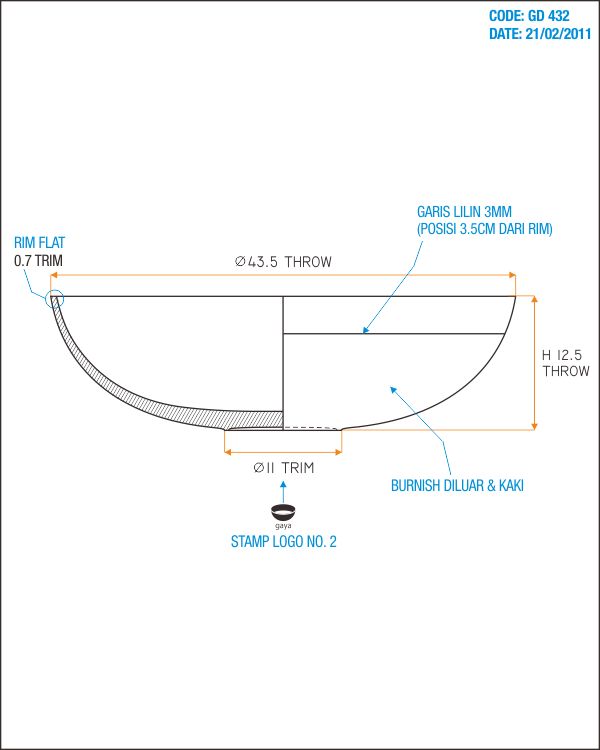 CODE: GD 432
DATE: 21/02/2011
GARIS LILIN 3MM
(POSISI 3.5CM DARI RIM)
RIM FLAT
0.7 TRIM
Ø43.5 THROW
H 12.5
THROW
Ø11 TRIM
BURNISH DILUAR & KAKI
gaya
STAMP LOGO NO. 2